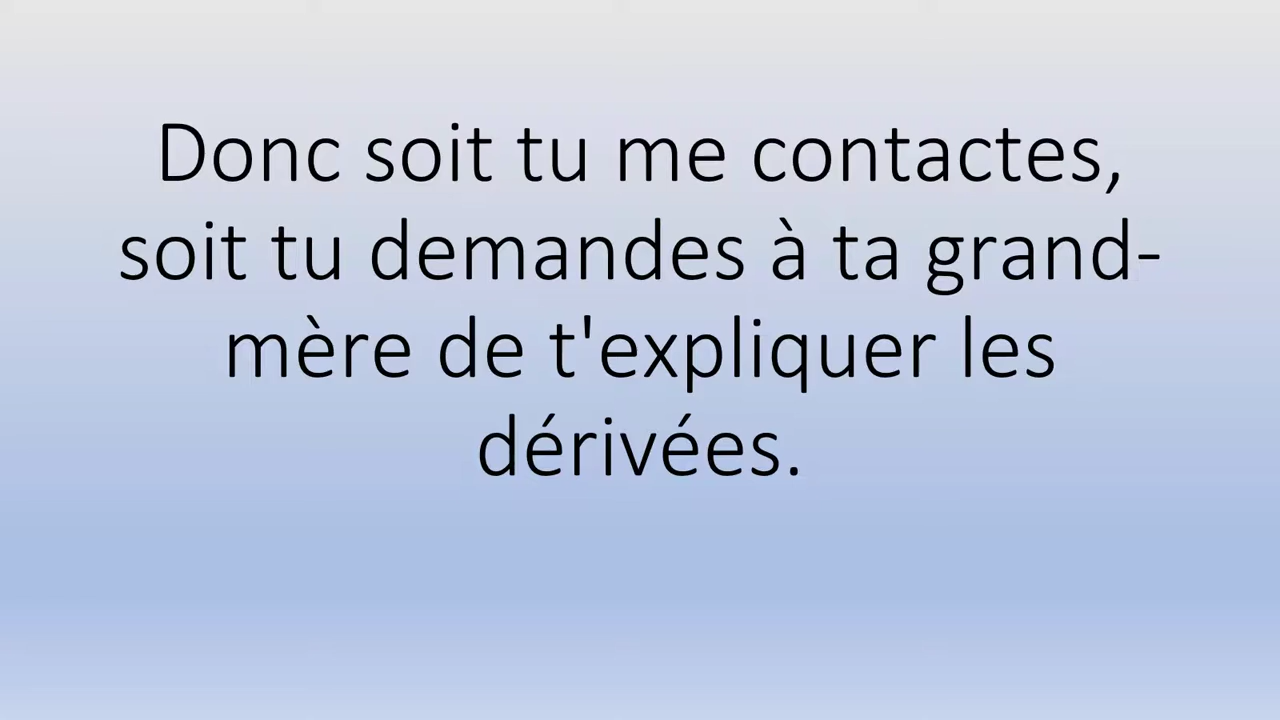 Donc soit tu me contactes,
soit tu demandes à ta grand-
mère de t'expliquer les
dérivées.